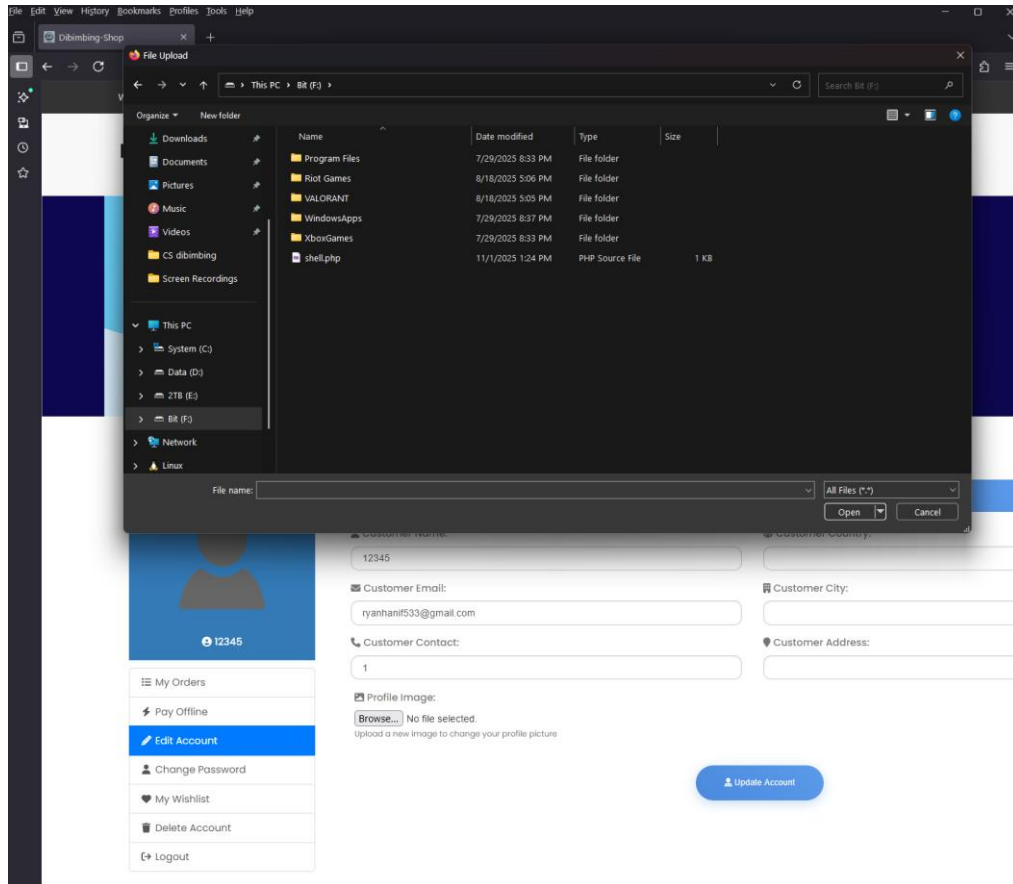 File Edit View History Bookmarks Profiles Tools Help
Dibimbing-Shop
File Upload
This PC > Bit (F:) >
Search Bit (F:)
Organize New folder
Name Date modified Type Size
Downloads
Documents
Pictures
Music
Videos
CS dibimbing
Screen Recordings
This PC
System (C:)
Data (D:)
2TB (E:)
Bit (F:)
Network
Linux
Program Files 7/29/2025 8:33 PM File folder
Riot Games 8/18/2025 5:06 PM File folder
VALORANT 8/18/2025 5:05 PM File folder
WindowsApps 7/29/2025 8:37 PM File folder
XboxGames 7/29/2025 8:33 PM File folder
shell.php 11/1/2025 1:24 PM PHP Source File 1 KB
File name:
All Files (*.*)
Open Cancel
Customer Name: Customer Country:
12345
Customer Email: Customer City:
ryanhanif533@gmail.com
12345
Customer Contact: Customer Address:
1
My Orders
Pay Offline
Edit Account
Change Password
My Wishlist
Delete Account
Logout
Profile Image:
Browse... No file selected.
Upload a new image to change your profile picture
Update Account